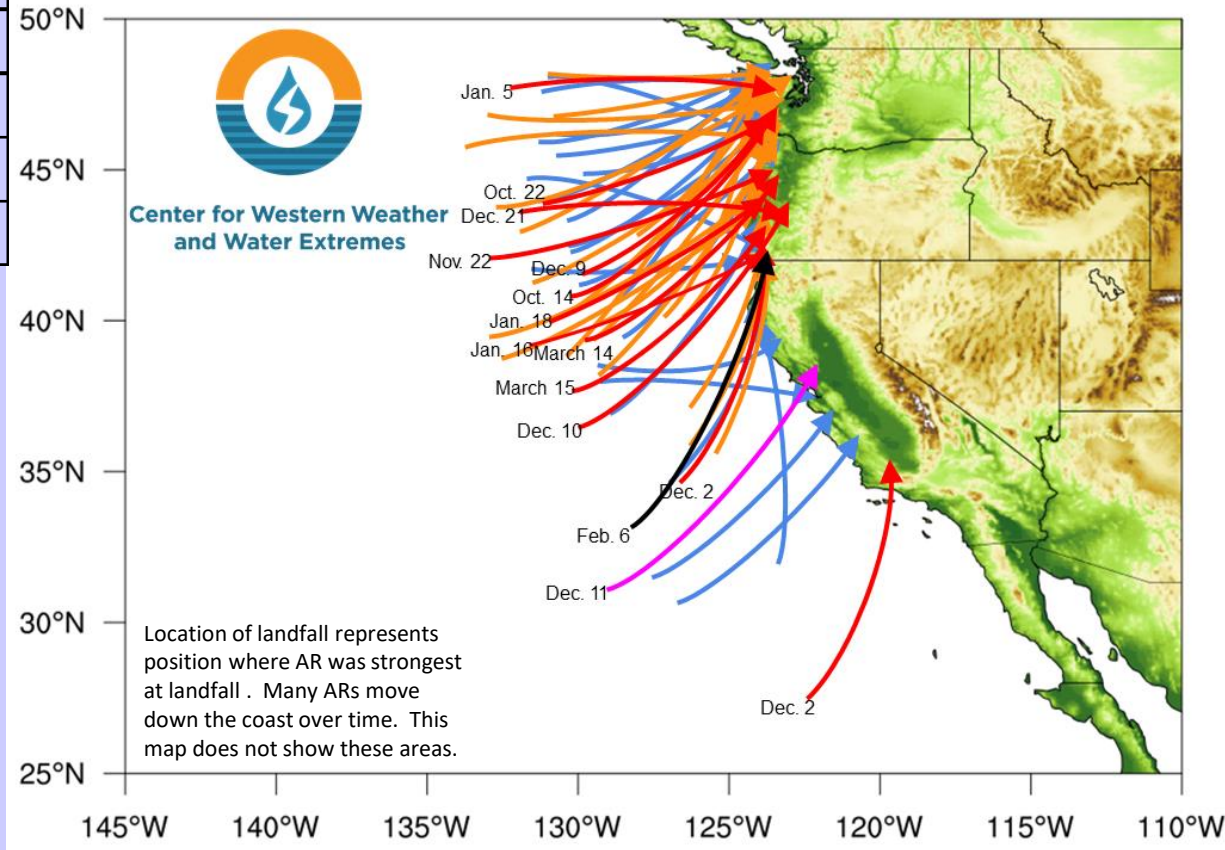 50°N
45°N
40°N
35°N
30°N
25°N
Center for Western Weather
and Water Extremes
Jan. 5
Oct. 22
Dec. 21
Nov. 22
Dec. 9
Oct. 14
Jan. 18
Jan. 16
March 14
March 15
Dec. 10
Dec. 2
Feb. 6
Dec. 11
Dec. 2
Location of landfall represents
position where AR was strongest
at landfall . Many ARs move
down the coast over time. This
map does not show these areas.
145°W 140°W 135°W 130°W 125°W 120°W 115°W 110°W